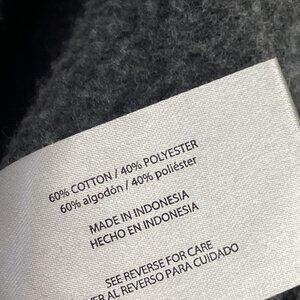 60% COTTON / 40% POLYESTER
60% algodón / 40% poliéster
MADE IN INDONESIA
HECHO EN INDONESIA
SEE REVERSE FOR CARE
AL REVERSO PARA CUIDADO